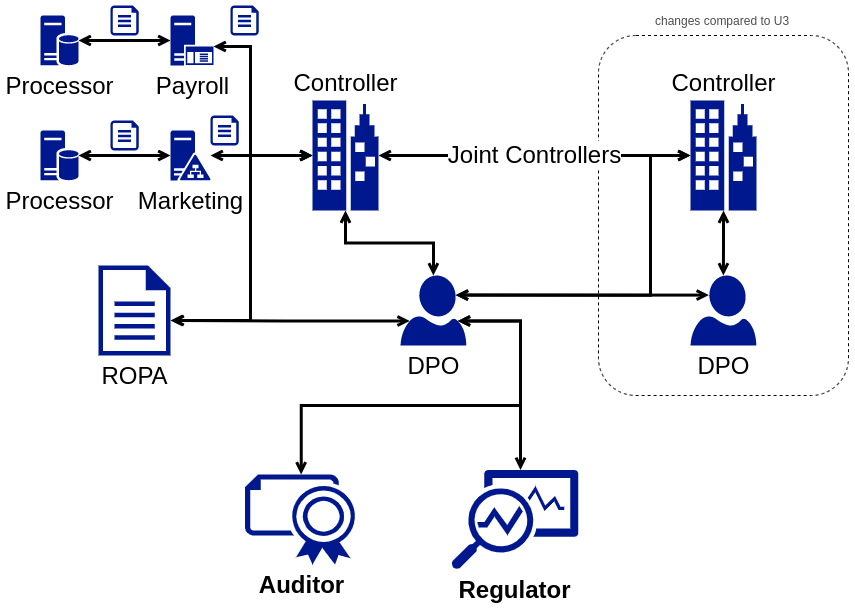 changes compared to U3
Processor
Payroll
Controller
Controller
Processor
Marketing
Joint Controllers
ROPA
DPO
DPO
Auditor
Regulator